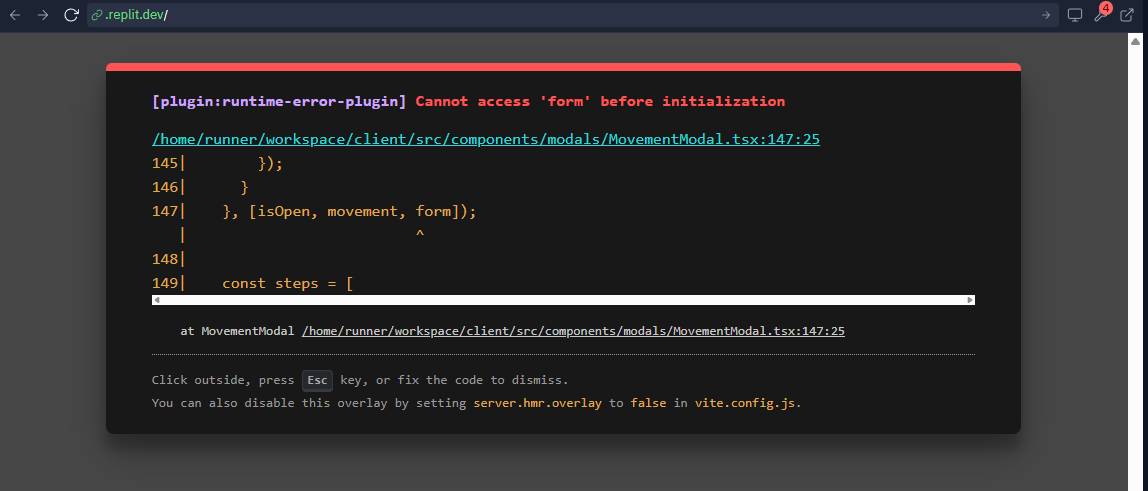 .replit.dev/
4
[plugin:runtime-error-plugin] Cannot access 'form' before initialization
/home/runner/workspace/client/src/components/modals/MovementModal.tsx:147:25
145|        });
146|      }
147|    }, [isOpen, movement, form]);
   |                          ^
148|
149|    const steps = [
at MovementModal /home/runner/workspace/client/src/components/modals/MovementModal.tsx:147:25
Click outside, press Esc key, or fix the code to dismiss.
You can also disable this overlay by setting server.hmr.overlay to false in vite.config.js.